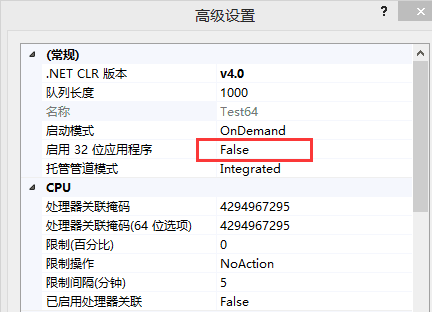 高级设置
?
(常规)
.NET CLR 版本 v4.0
队列长度 1000
名称 Test64
启动模式 OnDemand
启用 32 位应用程序 False
托管管道模式 Integrated
CPU
处理器关联掩码 4294967295
处理器关联掩码(64 位选项) 4294967295
限制(百分比) 0
限制操作 NoAction
限制间隔(分钟) 5
已启用处理器关联 False